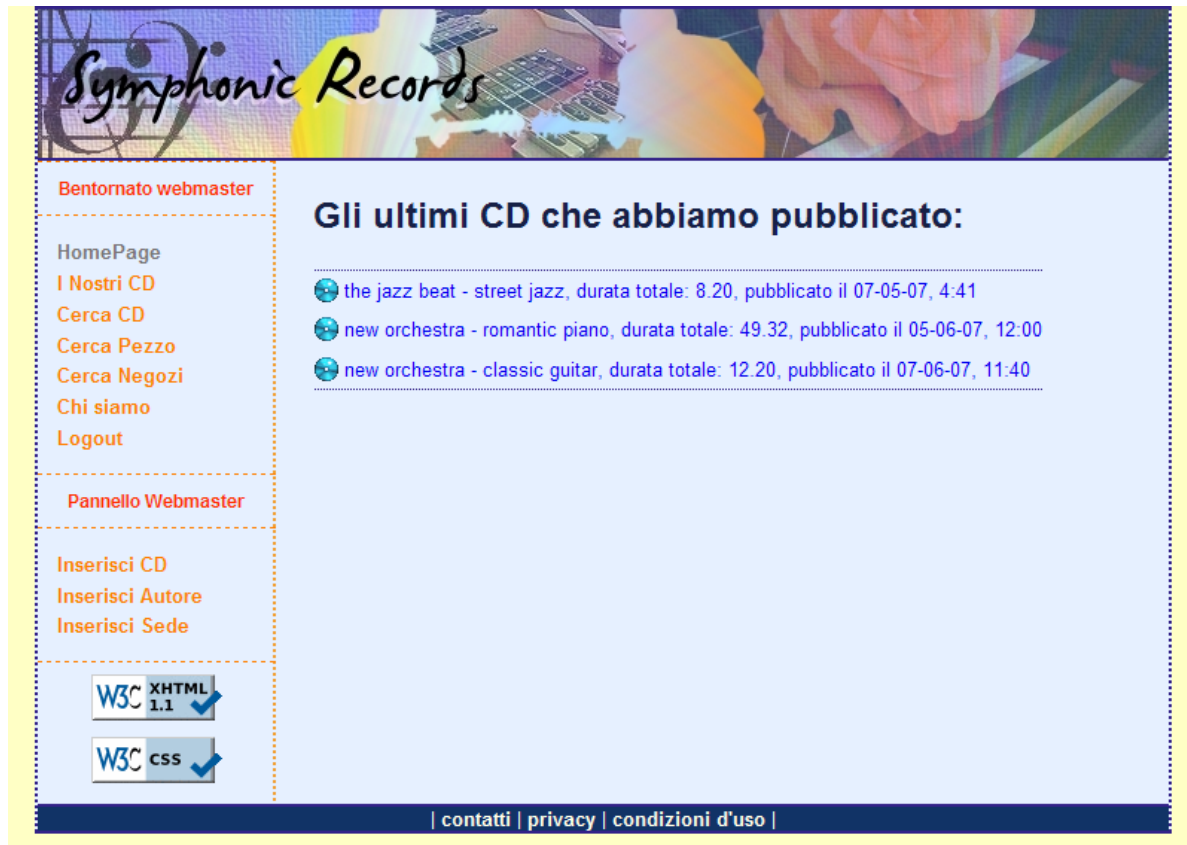 Symphonic Records
Bentornato webmaster
HomePage
I Nostri CD
Cerca CD
Cerca Pezzo
Cerca Negozi
Chi siamo
Logout
Pannello Webmaster
Inserisci CD
Inserisci Autore
Inserisci Sede
W3C XHTML 1.1
W3C css
Gli ultimi CD che abbiamo pubblicato:
the jazz beat - street jazz, durata totale: 8.20, pubblicato il 07-05-07, 4:41
new orchestra - romantic piano, durata totale: 49.32, pubblicato il 05-06-07, 12:00
new orchestra - classic guitar, durata totale: 12.20, pubblicato il 07-06-07, 11:40
| contatti | privacy | condizioni d'uso |